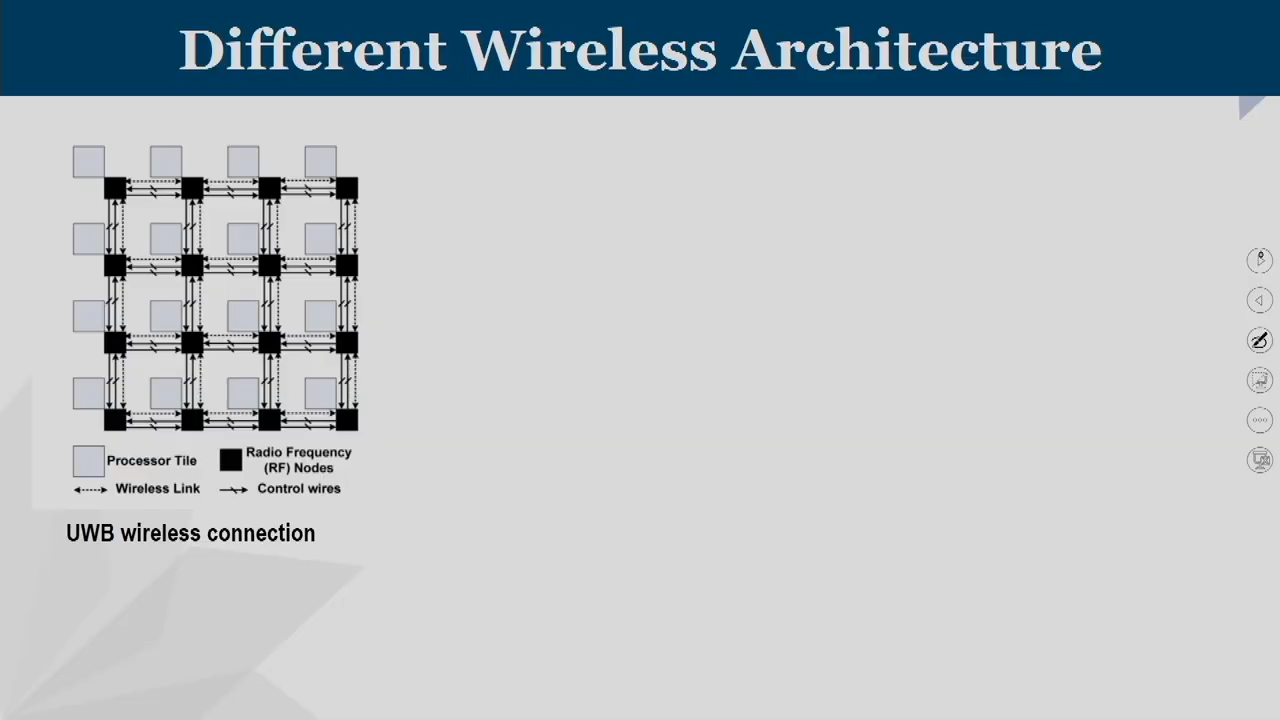 Different Wireless Architecture
Processor Tile
Radio Frequency
(RF) Nodes
Wireless Link
Control wires
UWB wireless connection